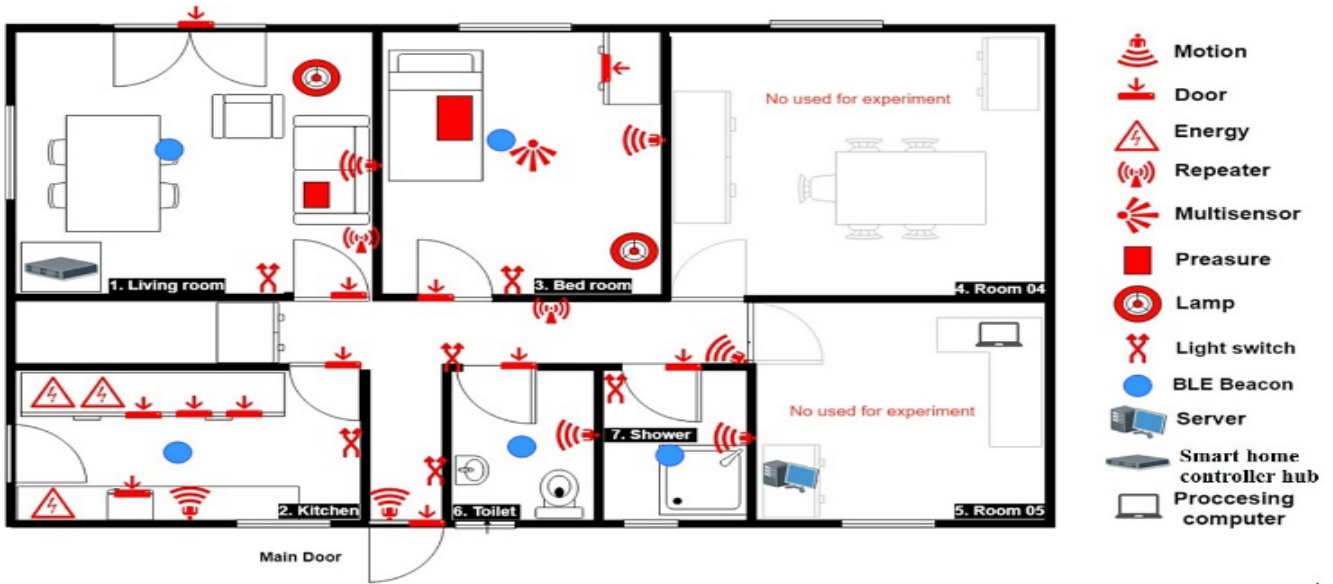 No used for experiment
1. Living room
3. Bed room
4. Room 04
No used for experiment
7. Shower
2. Kitchen
6. Toilet
5. Room 05
Main Door
Motion
Door
Energy
Repeater
Multisensor
Preasure
Lamp
Light switch
BLE Beacon
Server
Smart home
controller hub
Proccesing
computer